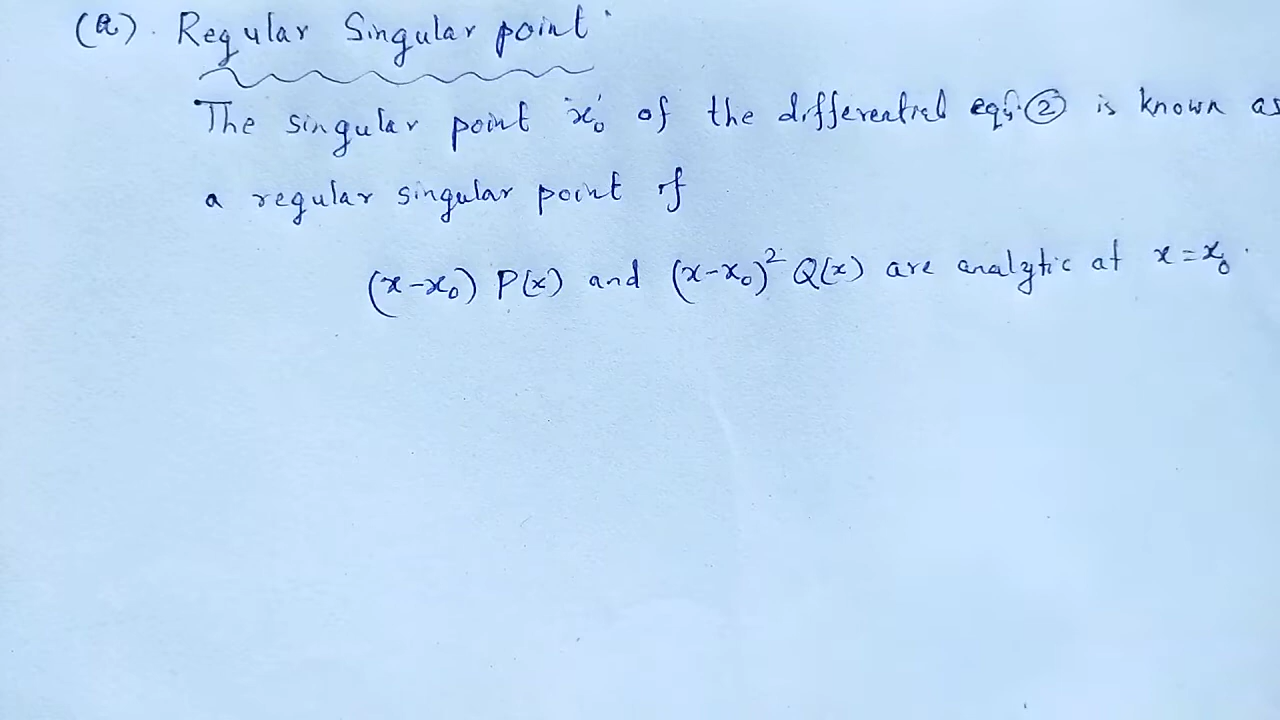 (a). Regular Singular point.
The singular point 'x₀' of the differential eqⁿ. ② is known as
a regular singular point if
(x-x₀) P(x) and (x-x₀)² Q(x) are analytic at x=x₀.